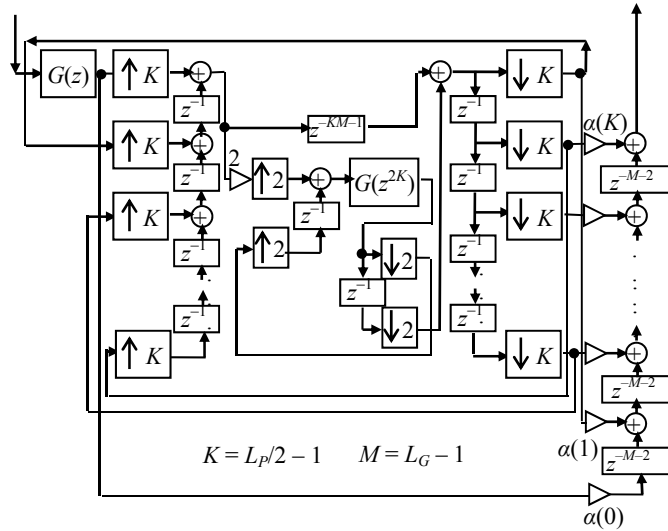 G(z)
↑ K
z⁻¹
↑ K
z⁻¹
↑ K
z⁻¹
z⁻¹
↑ K
z^{-KM-1}
2
↑2
z⁻¹
↑2
G(z^{2K})
↓2
z⁻¹
↓2
↓ K
z⁻¹
↓ K
z⁻¹
↓ K
z⁻¹
z⁻¹
↓ K
α(K)
z^{-M-2}
z^{-M-2}
α(1)
z^{-M-2}
α(0)
K = L_P/2 – 1 M = L_G – 1